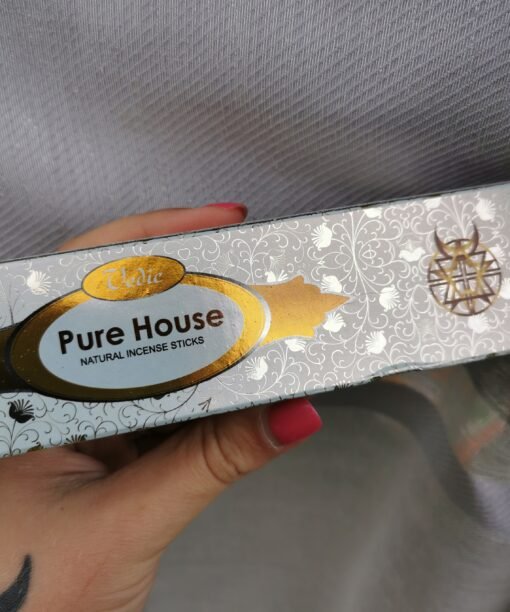 Vedic
Pure House
NATURAL INCENSE STICKS